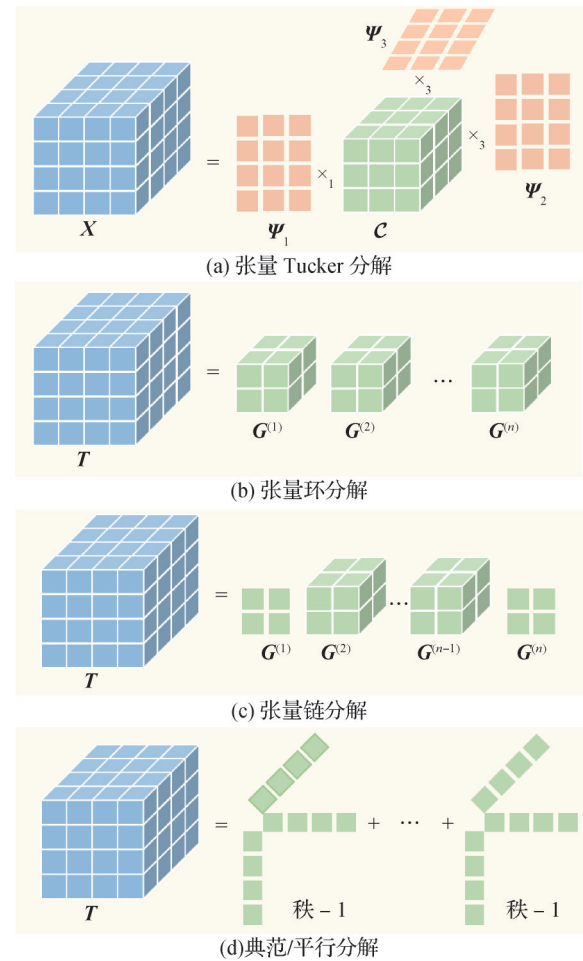 Ψ₃
×₃
X
=
Ψ₁
×₁
C
×₃
Ψ₂
(a) 张量 Tucker 分解
T
=
G⁽¹⁾
G⁽²⁾
…
G⁽ⁿ⁾
(b) 张量环分解
T
=
G⁽¹⁾
G⁽²⁾
…
G⁽ⁿ⁻¹⁾
G⁽ⁿ⁾
(c) 张量链分解
T
=
+ … +
秩 – 1
秩 – 1
(d)典范/平行分解